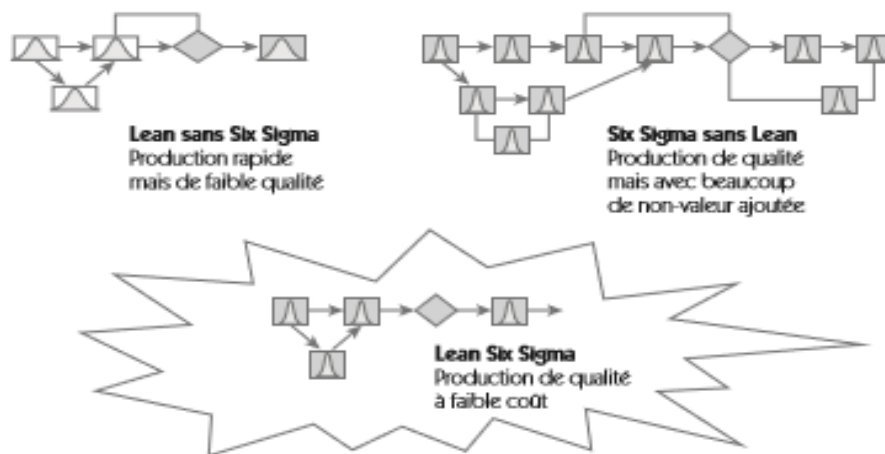 Lean sans Six Sigma
Production rapide
mais de faible qualité
Six Sigma sans Lean
Production de qualité
mais avec beaucoup
de non-valeur ajoutée
Lean Six Sigma
Production de qualité
à faible coût